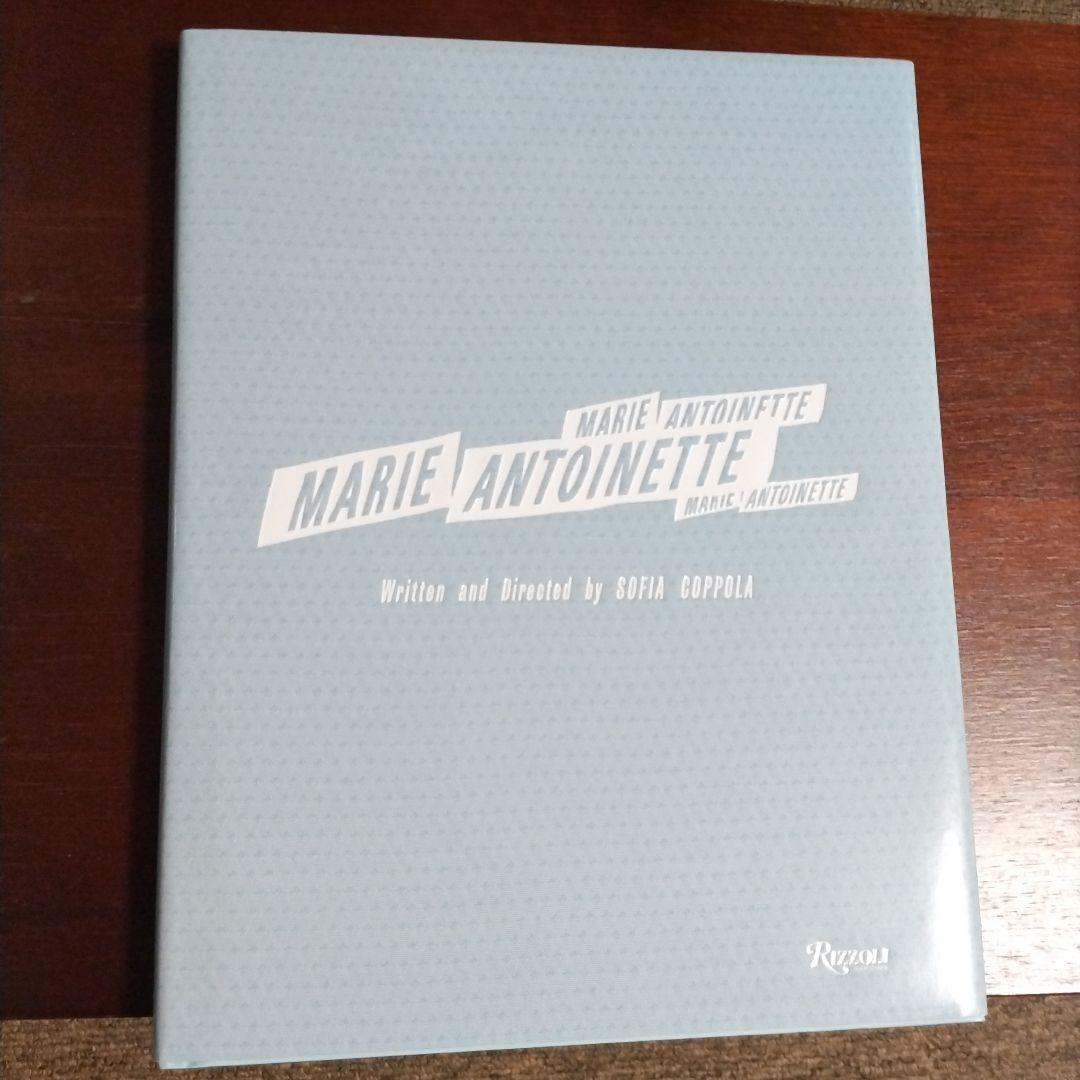 MARIE ANTOINETTE
MARIE ANTOINETTE
MARIE ANTOINETTE
Written and Directed by SOFIA COPPOLA
RIZZOLI